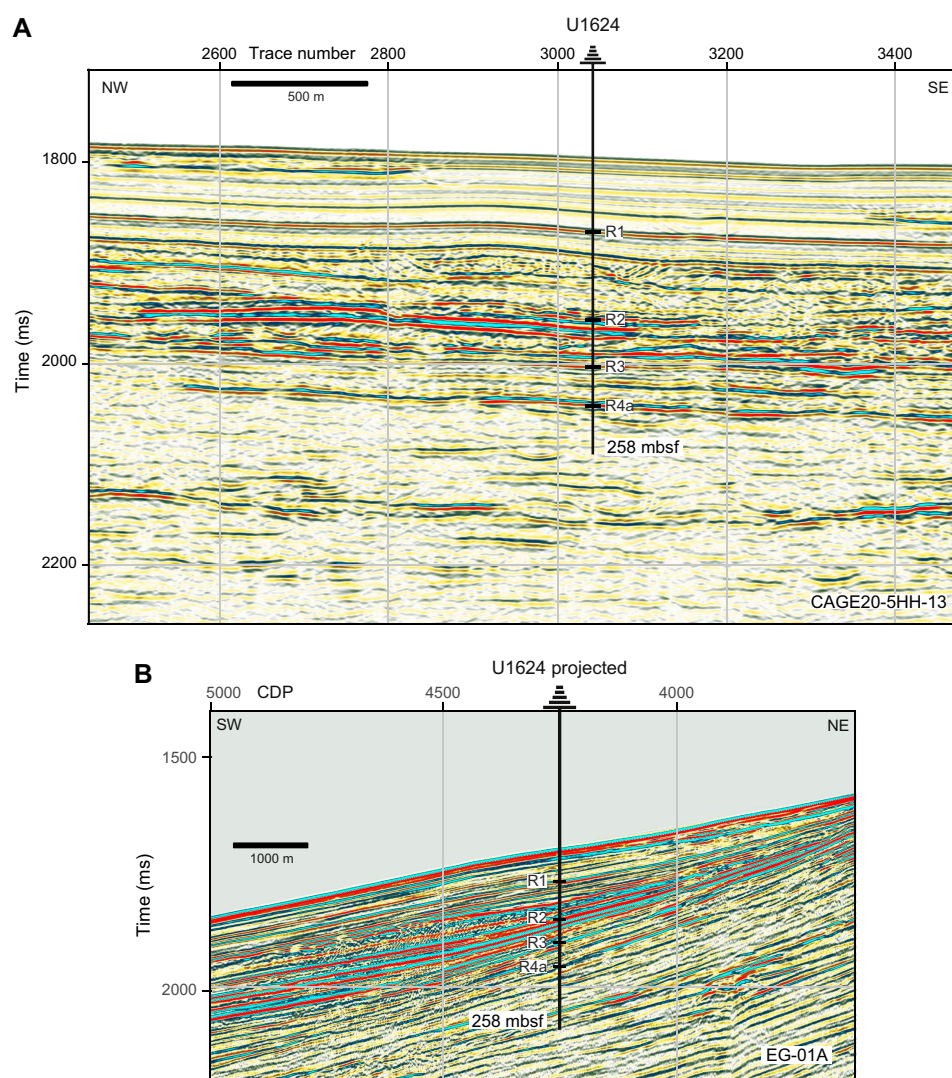 A
U1624
2600 Trace number 2800 3000 3200 3400
NW
SE
500 m
1800
R1
R2
2000
R3
R4a
258 mbsf
Time (ms)
2200
CAGE20-5HH-13
B
U1624 projected
5000 CDP 4500 4000
SW
NE
1500
1000 m
R1
R2
R3
R4a
Time (ms)
2000
258 mbsf
EG-01A